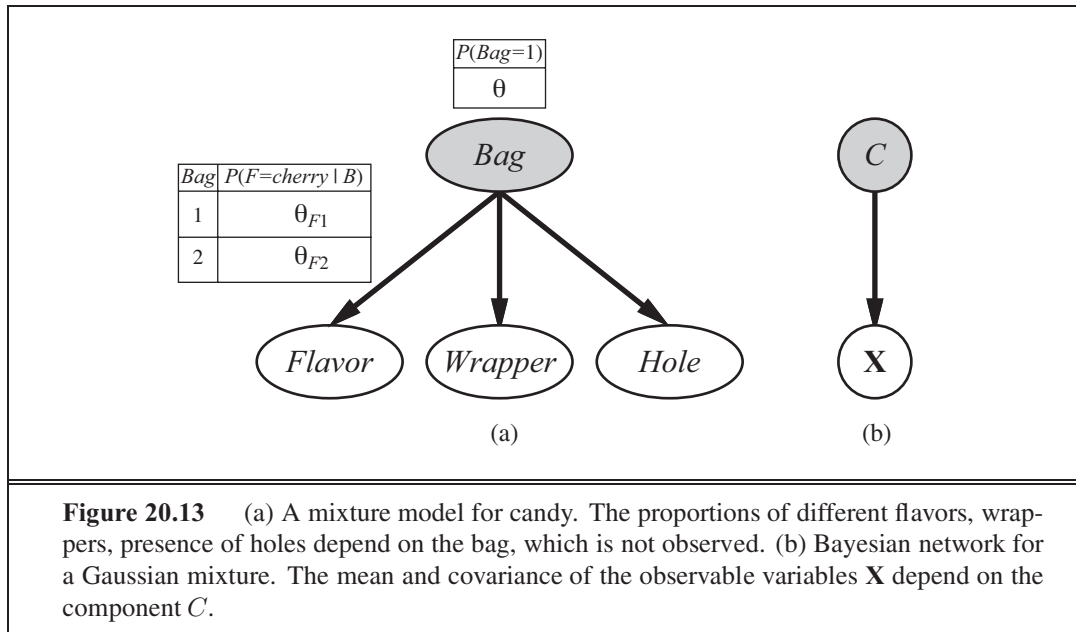 P(Bag=1)
θ
Bag
C
Bag P(F=cherry | B)
1 θF1
2 θF2
Flavor Wrapper Hole X
(a) (b)
Figure 20.13 (a) A mixture model for candy. The proportions of different flavors, wrap-
pers, presence of holes depend on the bag, which is not observed. (b) Bayesian network for
a Gaussian mixture. The mean and covariance of the observable variables X depend on the
component C.